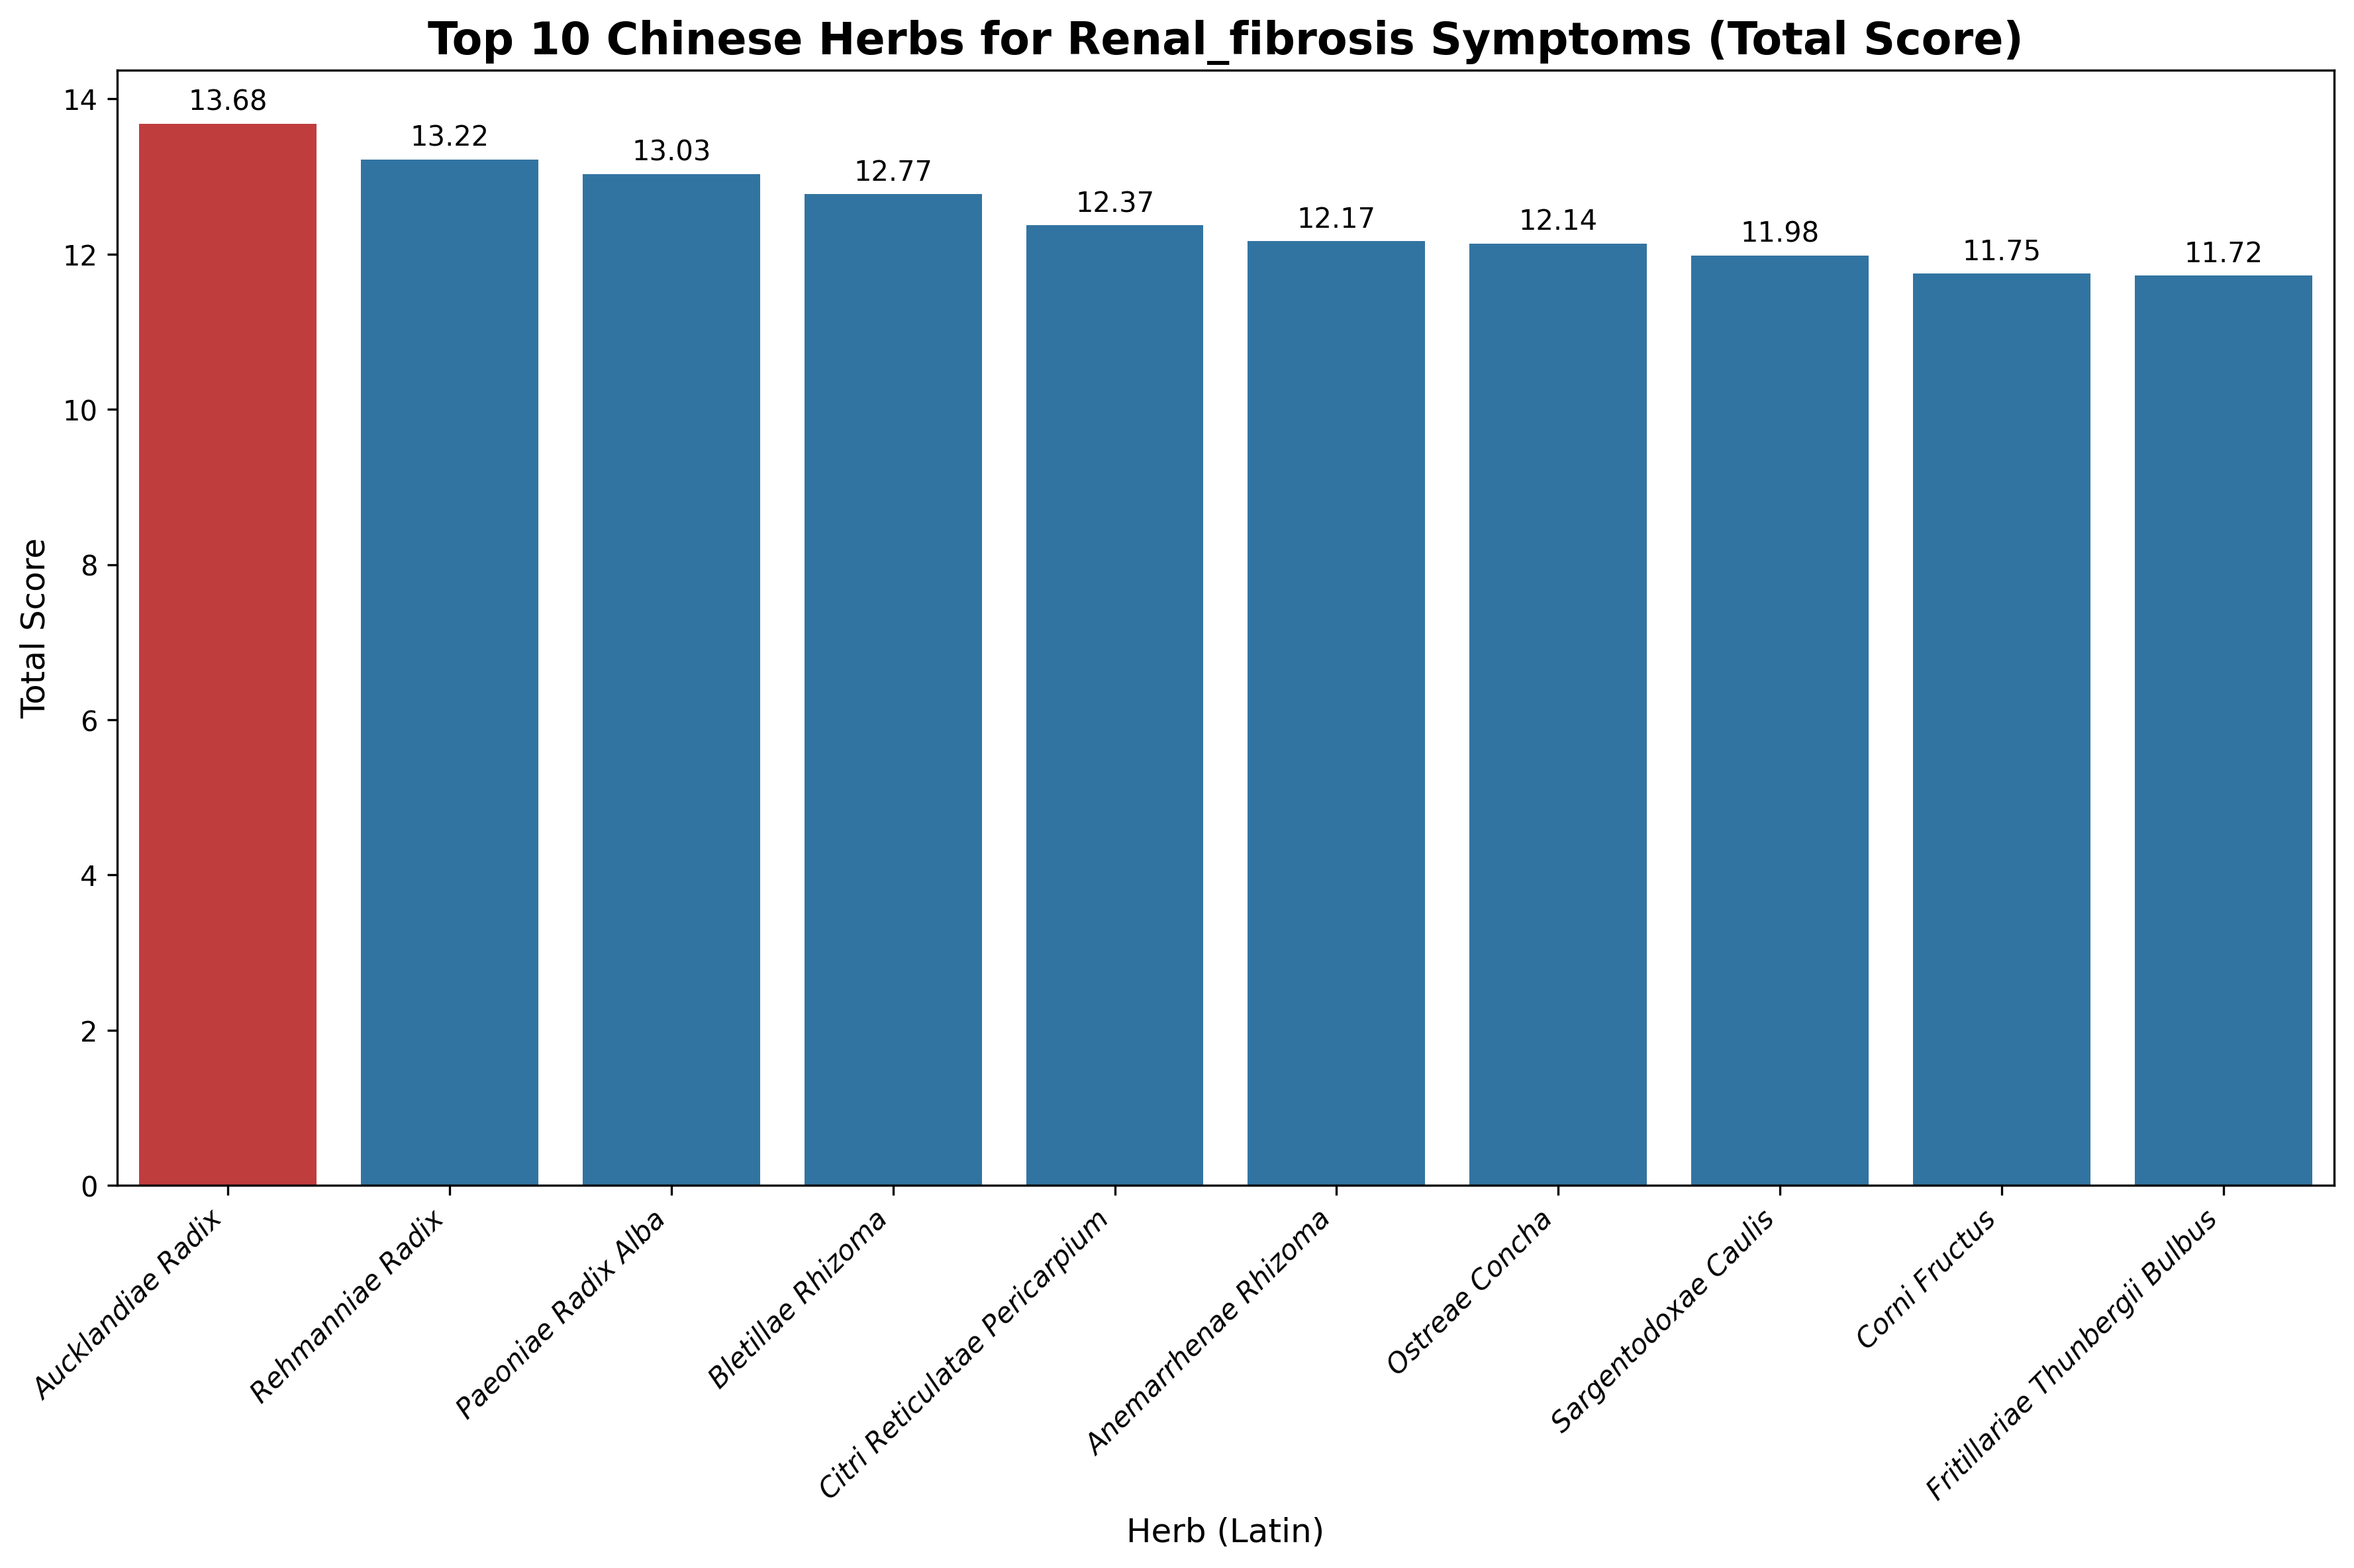 Top 10 Chinese Herbs for Renal_fibrosis Symptoms (Total Score)
Total Score
14
12
10
8
6
4
2
0
13.68
13.22
13.03
12.77
12.37
12.17
12.14
11.98
11.75
11.72
Aucklandiae Radix
Rehmanniae Radix
Paeoniae Radix Alba
Bletillae Rhizoma
Citri Reticulatae Pericarpium
Anemarrhenae Rhizoma
Ostreae Concha
Sargentodoxae Caulis
Corni Fructus
Fritillariae Thunbergii Bulbus
Herb (Latin)